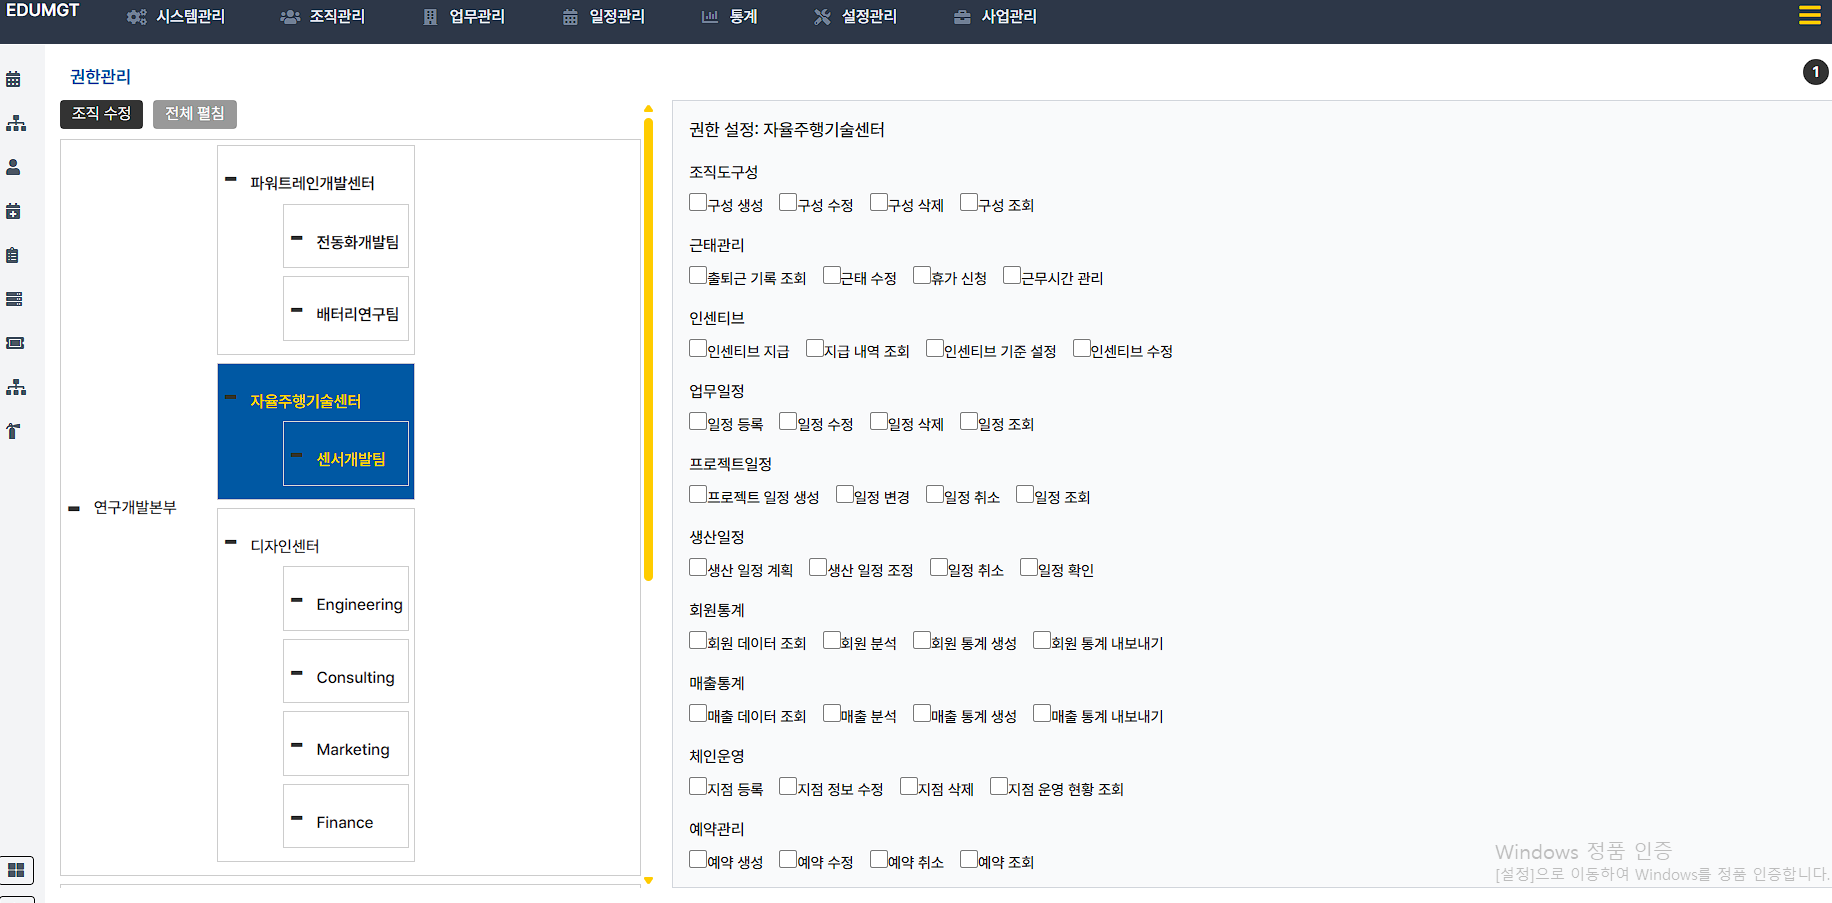 EDUMGT
시스템관리 조직관리 업무관리 일정관리 통계 설정관리 사업관리
권한관리
1
조직 수정 전체 펼침
연구개발본부
파워트레인개발센터
전동화개발팀
배터리연구팀
자율주행기술센터
센서개발팀
디자인센터
Engineering
Consulting
Marketing
Finance
권한 설정: 자율주행기술센터
조직도구성
구성 생성 구성 수정 구성 삭제 구성 조회
근태관리
출퇴근 기록 조회 근태 수정 휴가 신청 근무시간 관리
인센티브
인센티브 지급 지급 내역 조회 인센티브 기준 설정 인센티브 수정
업무일정
일정 등록 일정 수정 일정 삭제 일정 조회
프로젝트일정
프로젝트 일정 생성 일정 변경 일정 취소 일정 조회
생산일정
생산 일정 계획 생산 일정 조정 일정 취소 일정 확인
회원통계
회원 데이터 조회 회원 분석 회원 통계 생성 회원 통계 내보내기
매출통계
매출 데이터 조회 매출 분석 매출 통계 생성 매출 통계 내보내기
체인운영
지점 등록 지점 정보 수정 지점 삭제 지점 운영 현황 조회
예약관리
예약 생성 예약 수정 예약 취소 예약 조회
Windows 정품 인증
[설정]으로 이동하여 Windows를 정품 인증합니다.